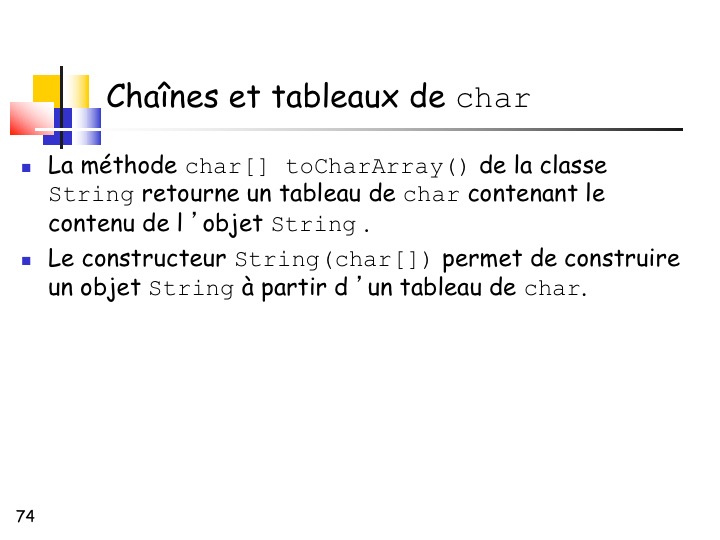 Chaînes et tableaux de char
La méthode char[] toCharArray() de la classe
String retourne un tableau de char contenant le
contenu de l’objet String.
Le constructeur String(char[]) permet de construire
un objet String à partir d’un tableau de char.
74